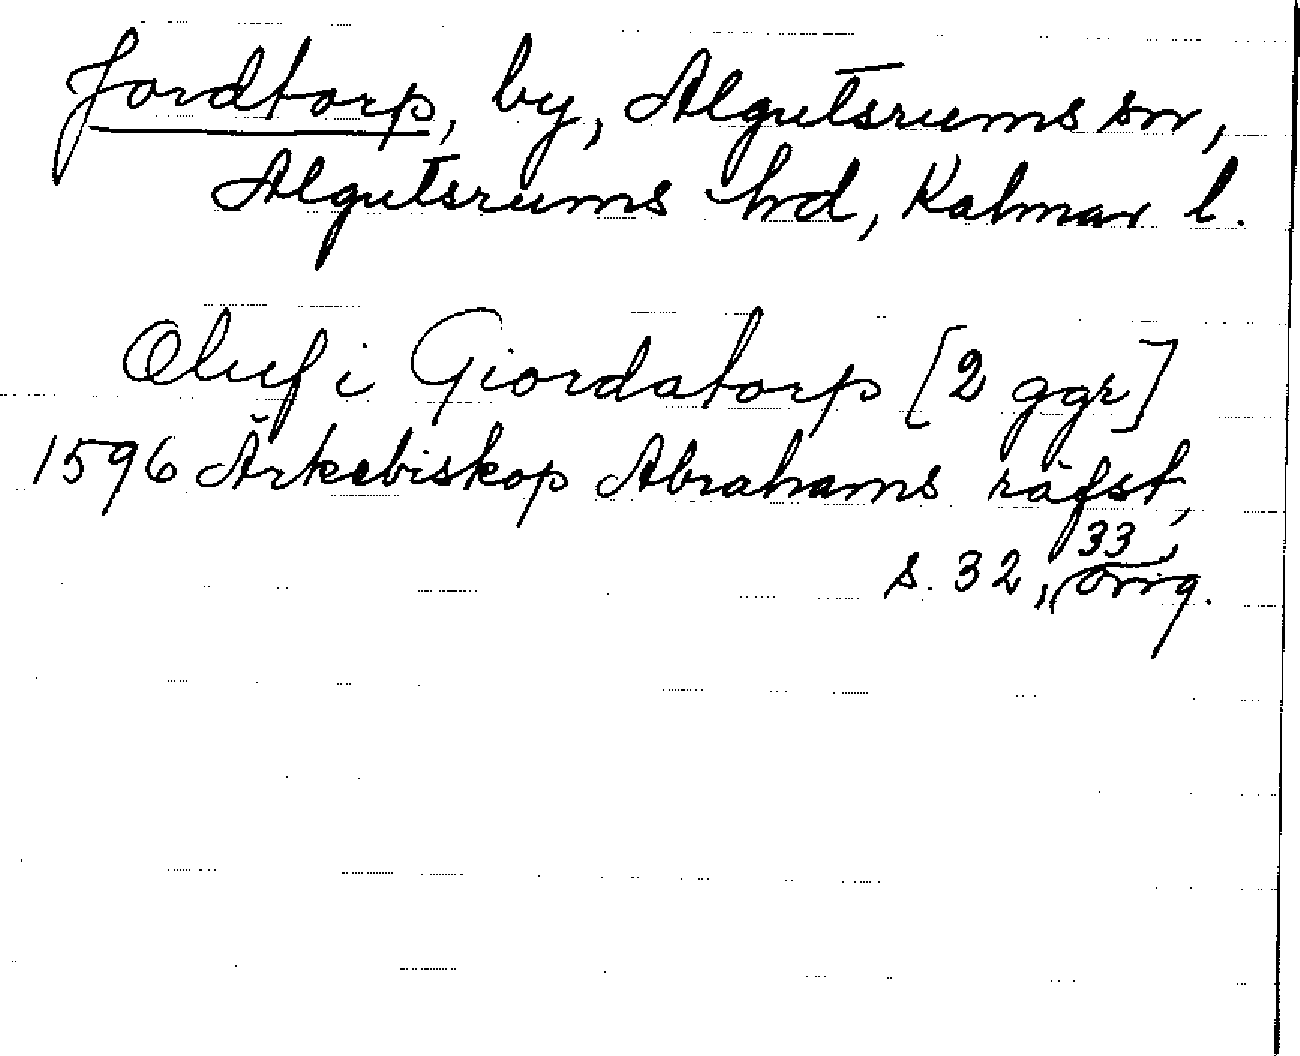 Jordtorp, by, Algutsrums sn,
Algutsrums hd, Kalmar l.
Oluf i Giordatorp [2 ggr]
1596 Ärkebiskop Abrahams räfst,
s. 32, 33, orig.